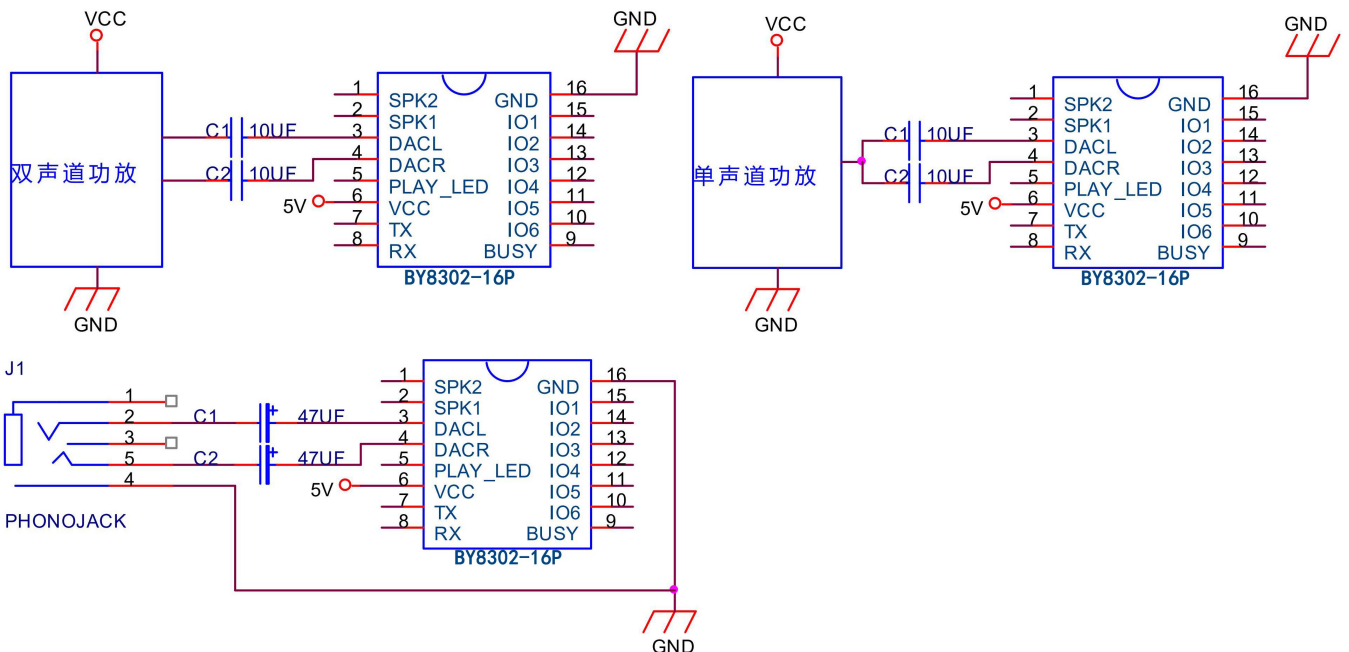 VCC
GND
双声道功放
C1 10UF
C2 10UF
5V
1 SPK2 GND 16
2 SPK1 IO1 15
3 DACL IO2 14
4 DACR IO3 13
5 PLAY_LED IO4 12
6 VCC IO5 11
7 TX IO6 10
8 RX BUSY 9
BY8302-16P
GND
VCC
GND
单声道功放
C1 10UF
C2 10UF
5V
1 SPK2 GND 16
2 SPK1 IO1 15
3 DACL IO2 14
4 DACR IO3 13
5 PLAY_LED IO4 12
6 VCC IO5 11
7 TX IO6 10
8 RX BUSY 9
BY8302-16P
GND
J1
1
2 C1 + 47UF
3
5 C2 + 47UF
4
PHONOJACK
5V
1 SPK2 GND 16
2 SPK1 IO1 15
3 DACL IO2 14
4 DACR IO3 13
5 PLAY_LED IO4 12
6 VCC IO5 11
7 TX IO6 10
8 RX BUSY 9
BY8302-16P
GND